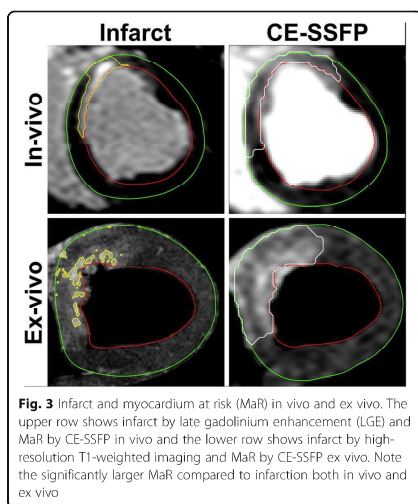 Infarct
CE-SSFP
In-vivo
Ex-vivo
Fig. 3 Infarct and myocardium at risk (MaR) in vivo and ex vivo. The
upper row shows infarct by late gadolinium enhancement (LGE) and
MaR by CE-SSFP in vivo and the lower row shows infarct by high-
resolution T1-weighted imaging and MaR by CE-SSFP ex vivo. Note
the significantly larger MaR compared to infarction both in vivo and
ex vivo